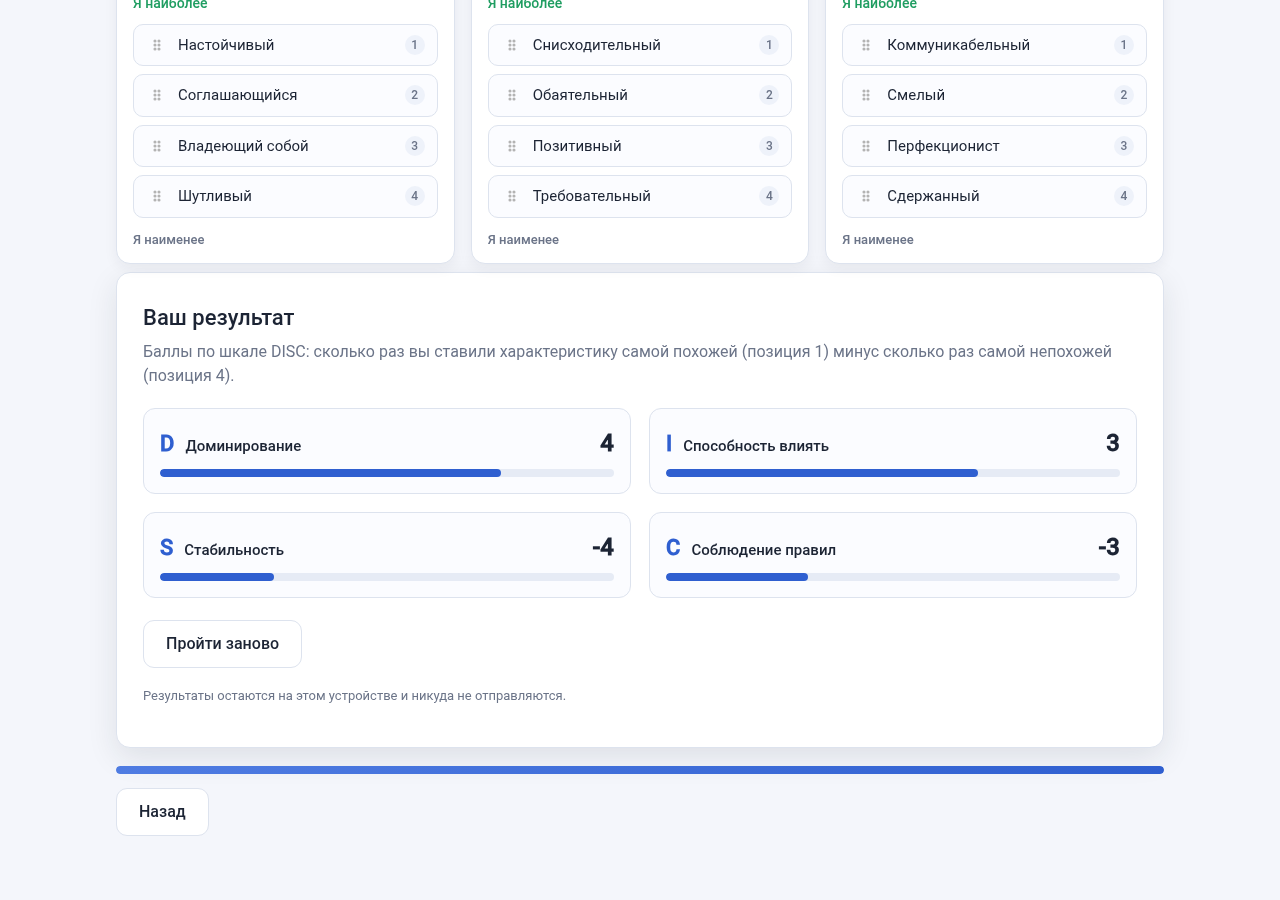 Я наиболее
Настойчивый 1
Соглашающийся 2
Владеющий собой 3
Шутливый 4
Я наименее
Я наиболее
Снисходительный 1
Обаятельный 2
Позитивный 3
Требовательный 4
Я наименее
Я наиболее
Коммуникабельный 1
Смелый 2
Перфекционист 3
Сдержанный 4
Я наименее
Ваш результат
Баллы по шкале DISC: сколько раз вы ставили характеристику самой похожей (позиция 1) минус сколько раз самой непохожей
(позиция 4).
D Доминирование 4
I Способность влиять 3
S Стабильность -4
C Соблюдение правил -3
Пройти заново
Результаты остаются на этом устройстве и никуда не отправляются.
Назад